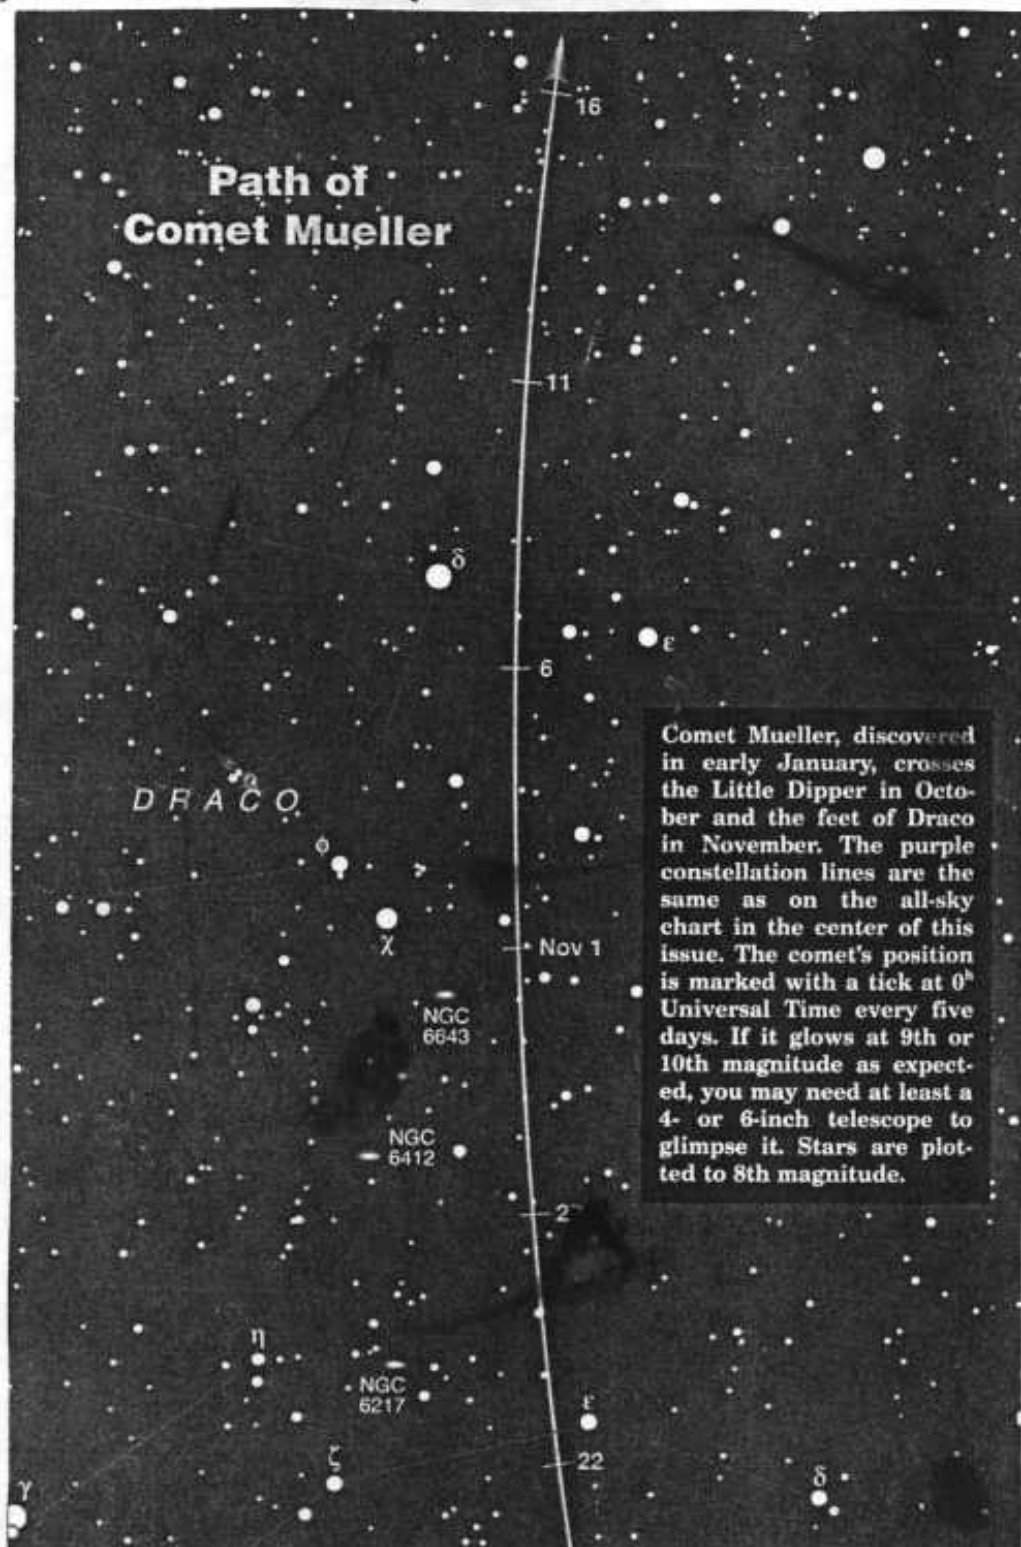 16
Path of
Comet Mueller
11
δ
ε
6
Comet Mueller, discovered
in early January, crosses
the Little Dipper in Octo-
ber and the feet of Draco
in November. The purple
constellation lines are the
same as on the all-sky
chart in the center of this
issue. The comet's position
is marked with a tick at 0ʰ
Universal Time every five
days. If it glows at 9th or
10th magnitude as expect-
ed, you may need at least a
4- or 6-inch telescope to
glimpse it. Stars are plot-
ted to 8th magnitude.
DRACO
φ
χ
Nov 1
NGC
6643
NGC
6412
2
η
NGC
6217
ε
ζ
22
γ
δ